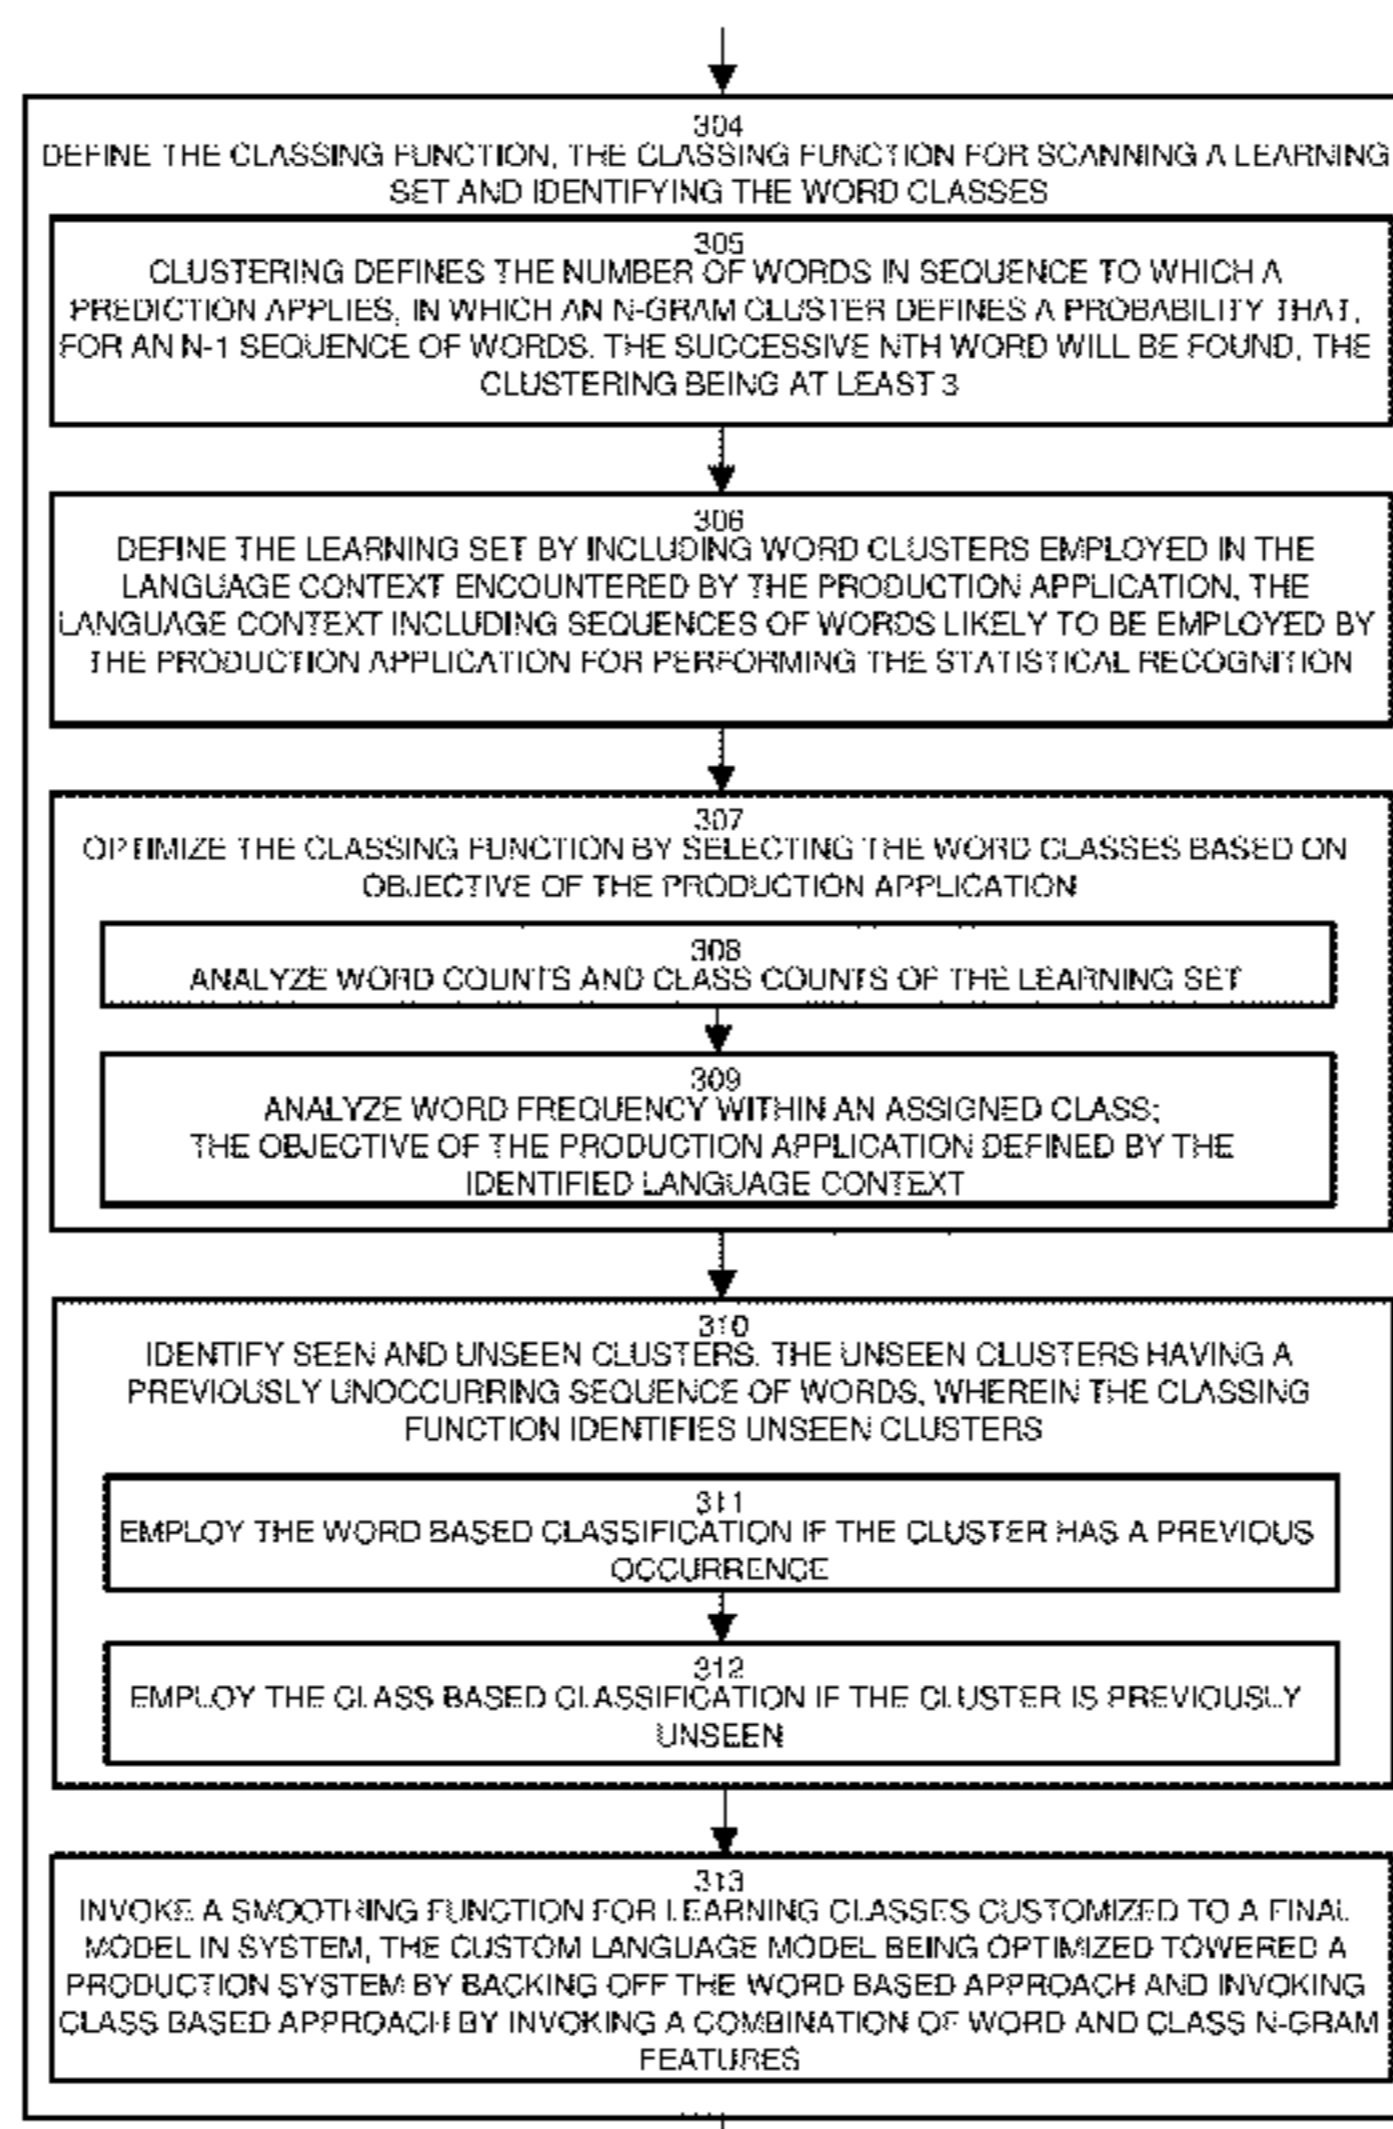 304
DEFINE THE CLASSING FUNCTION, THE CLASSING FUNCTION FOR SCANNING A LEARNING
SET AND IDENTIFYING THE WORD CLASSES
305
CLUSTERING DEFINES THE NUMBER OF WORDS IN SEQUENCE TO WHICH A
PREDICTION APPLIES, IN WHICH AN N-GRAM CLUSTER DEFINES A PROBABILITY THAT,
FOR AN N-1 SEQUENCE OF WORDS. THE SUCCESSIVE NTH WORD WILL BE FOUND, THE
CLUSTERING BEING AT LEAST 3
306
DEFINE THE LEARNING SET BY INCLUDING WORD CLUSTERS EMPLOYED IN THE
LANGUAGE CONTEXT ENCOUNTERED BY THE PRODUCTION APPLICATION, THE
LANGUAGE CONTEXT INCLUDING SEQUENCES OF WORDS LIKELY TO BE EMPLOYED BY
THE PRODUCTION APPLICATION FOR PERFORMING THE STATISTICAL RECOGNITION
307
OPTIMIZE THE CLASSING FUNCTION BY SELECTING THE WORD CLASSES BASED ON
OBJECTIVE OF THE PRODUCTION APPLICATION
308
ANALYZE WORD COUNTS AND CLASS COUNTS OF THE LEARNING SET
309
ANALYZE WORD FREQUENCY WITHIN AN ASSIGNED CLASS;
THE OBJECTIVE OF THE PRODUCTION APPLICATION DEFINED BY THE
IDENTIFIED LANGUAGE CONTEXT
310
IDENTIFY SEEN AND UNSEEN CLUSTERS. THE UNSEEN CLUSTERS HAVING A
PREVIOUSLY UNOCCURRING SEQUENCE OF WORDS, WHEREIN THE CLASSING
FUNCTION IDENTIFIES UNSEEN CLUSTERS
311
EMPLOY THE WORD BASED CLASSIFICATION IF THE CLUSTER HAS A PREVIOUS
OCCURRENCE
312
EMPLOY THE CLASS BASED CLASSIFICATION IF THE CLUSTER IS PREVIOUSLY
UNSEEN
313
INVOKE A SMOOTHING FUNCTION FOR LEARNING CLASSES CUSTOMIZED TO A FINAL
MODEL IN SYSTEM, THE CUSTOM LANGUAGE MODEL BEING OPTIMIZED TOWERED A
PRODUCTION SYSTEM BY BACKING OFF THE WORD BASED APPROACH AND INVOKING
CLASS BASED APPROACH BY INVOKING A COMBINATION OF WORD AND CLASS N-GRAM
FEATURES